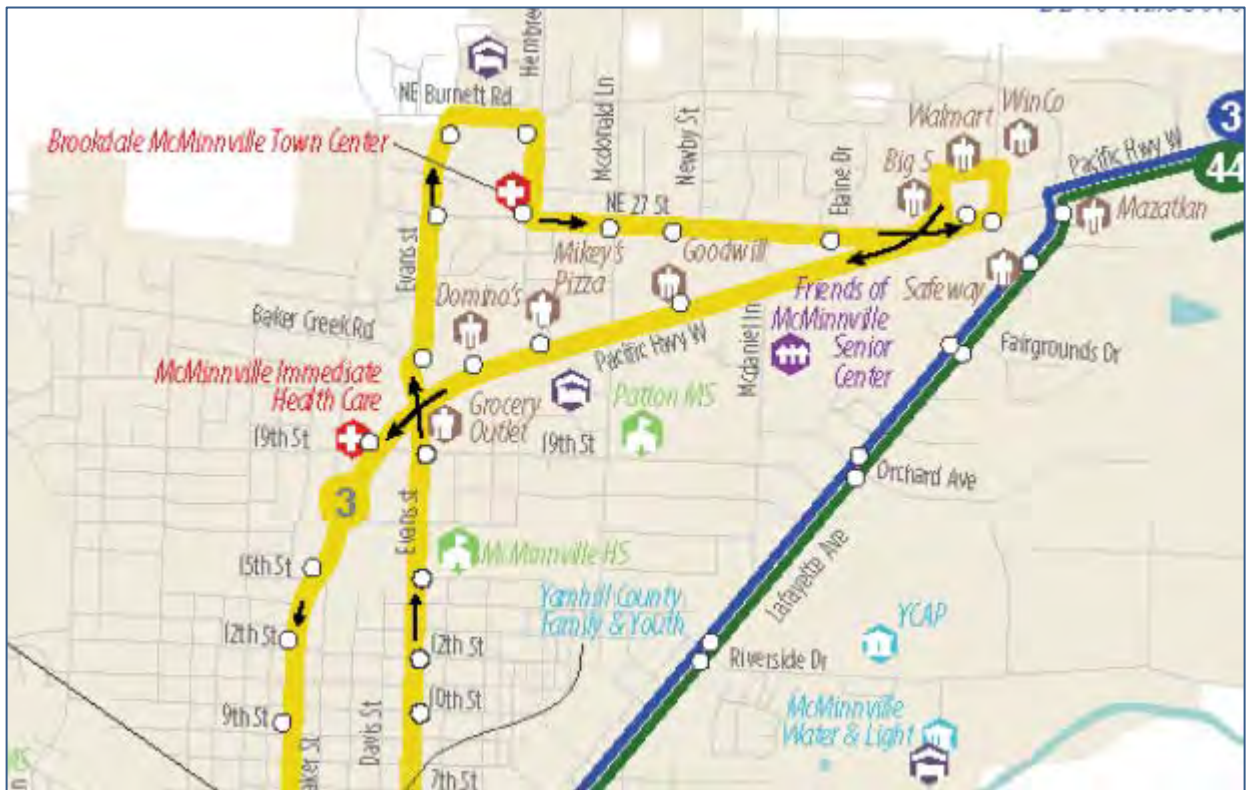 NE Burnett Rd
Brookdale McMinnville Town Center
Mcdonald Ln
Newby St
Elaine Dr
Walmart
WinCo
Big 5
Pacific Hwy W
3
44
Mazatlan
NE 27 St
Evans st
Mikey's
Pizza
Goodwill
Domino's
Safeway
Friends of
McMinnville
Senior
Center
Baker Creek Rd
Pacific Hwy W
Mcdaniel Ln
Fairgrounds Dr
McMinnville Immediate
Health Care
Patton MS
Grocery
Outlet
19th St
19th St
Orchard Ave
3
Evans st
McMinnville HS
15th St
Lafayette Ave
Yamhill County
Family & Youth
YCAP
12th St
12th St
Riverside Dr
10th St
9th St
Davis St
McMinnville
Water & Light
7th St